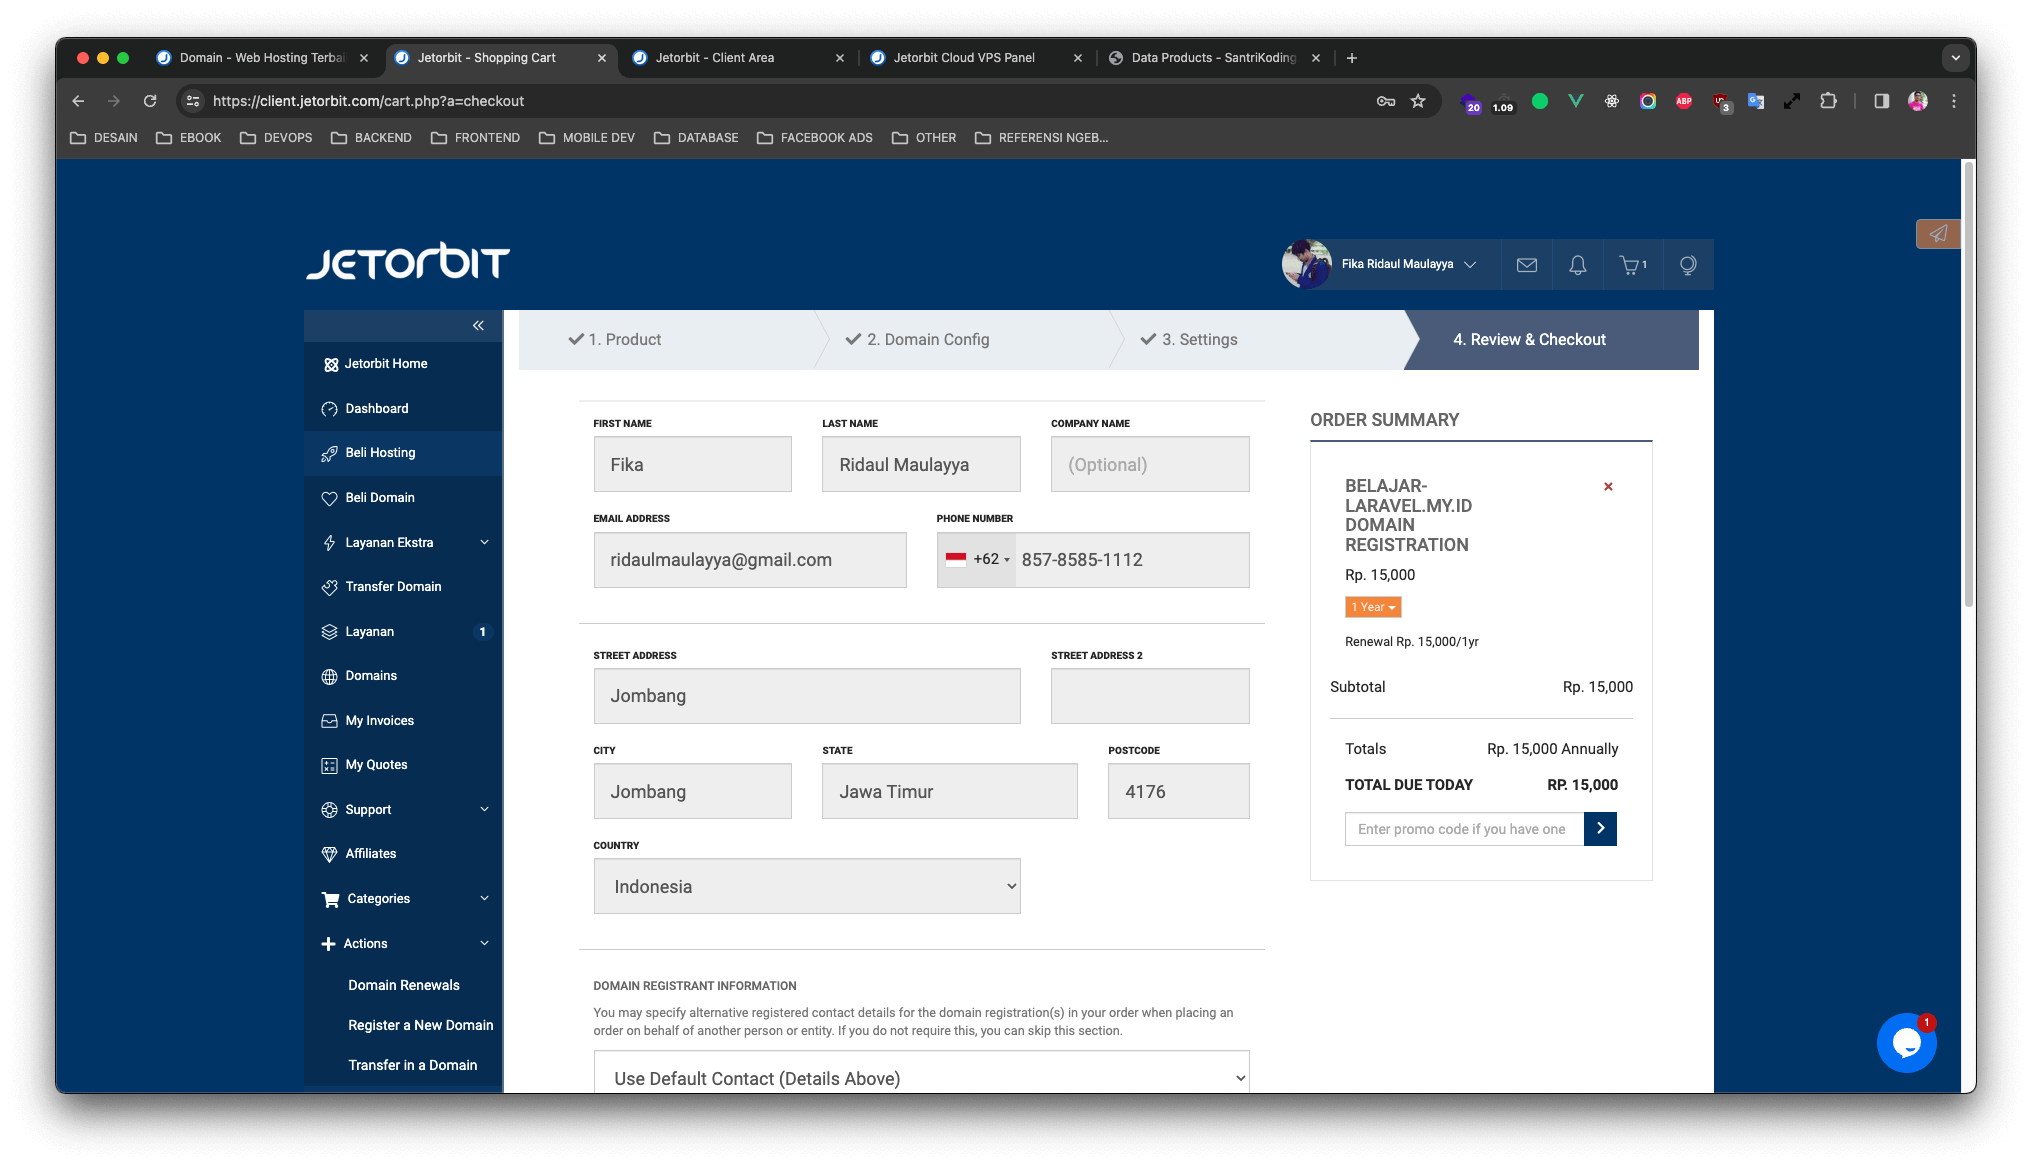 Domain - Web Hosting Terbai
Jetorbit - Shopping Cart
Jetorbit - Client Area
Jetorbit Cloud VPS Panel
Data Products - SantriKoding
https://client.jetorbit.com/cart.php?a=checkout
20
1.09
ABP
3
DESAIN
EBOOK
DEVOPS
BACKEND
FRONTEND
MOBILE DEV
DATABASE
FACEBOOK ADS
OTHER
REFERENSI NGEB...
JETORBIT
Fika Ridaul Maulayya
1
Jetorbit Home
Dashboard
Beli Hosting
Beli Domain
Layanan Ekstra
Transfer Domain
Layanan 1
Domains
My Invoices
My Quotes
Support
Affiliates
Categories
Actions
Domain Renewals
Register a New Domain
Transfer in a Domain
1. Product
2. Domain Config
3. Settings
4. Review & Checkout
FIRST NAME
Fika
LAST NAME
Ridaul Maulayya
COMPANY NAME
(Optional)
EMAIL ADDRESS
ridaulmaulayya@gmail.com
PHONE NUMBER
+62 857-8585-1112
STREET ADDRESS
Jombang
STREET ADDRESS 2
CITY
Jombang
STATE
Jawa Timur
POSTCODE
4176
COUNTRY
Indonesia
DOMAIN REGISTRANT INFORMATION
You may specify alternative registered contact details for the domain registration(s) in your order when placing an
order on behalf of another person or entity. If you do not require this, you can skip this section.
Use Default Contact (Details Above)
ORDER SUMMARY
BELAJAR-
LARAVEL.MY.ID
DOMAIN
REGISTRATION
Rp. 15,000
1 Year
Renewal Rp. 15,000/1yr
Subtotal Rp. 15,000
Totals Rp. 15,000 Annually
TOTAL DUE TODAY RP. 15,000
Enter promo code if you have one
1